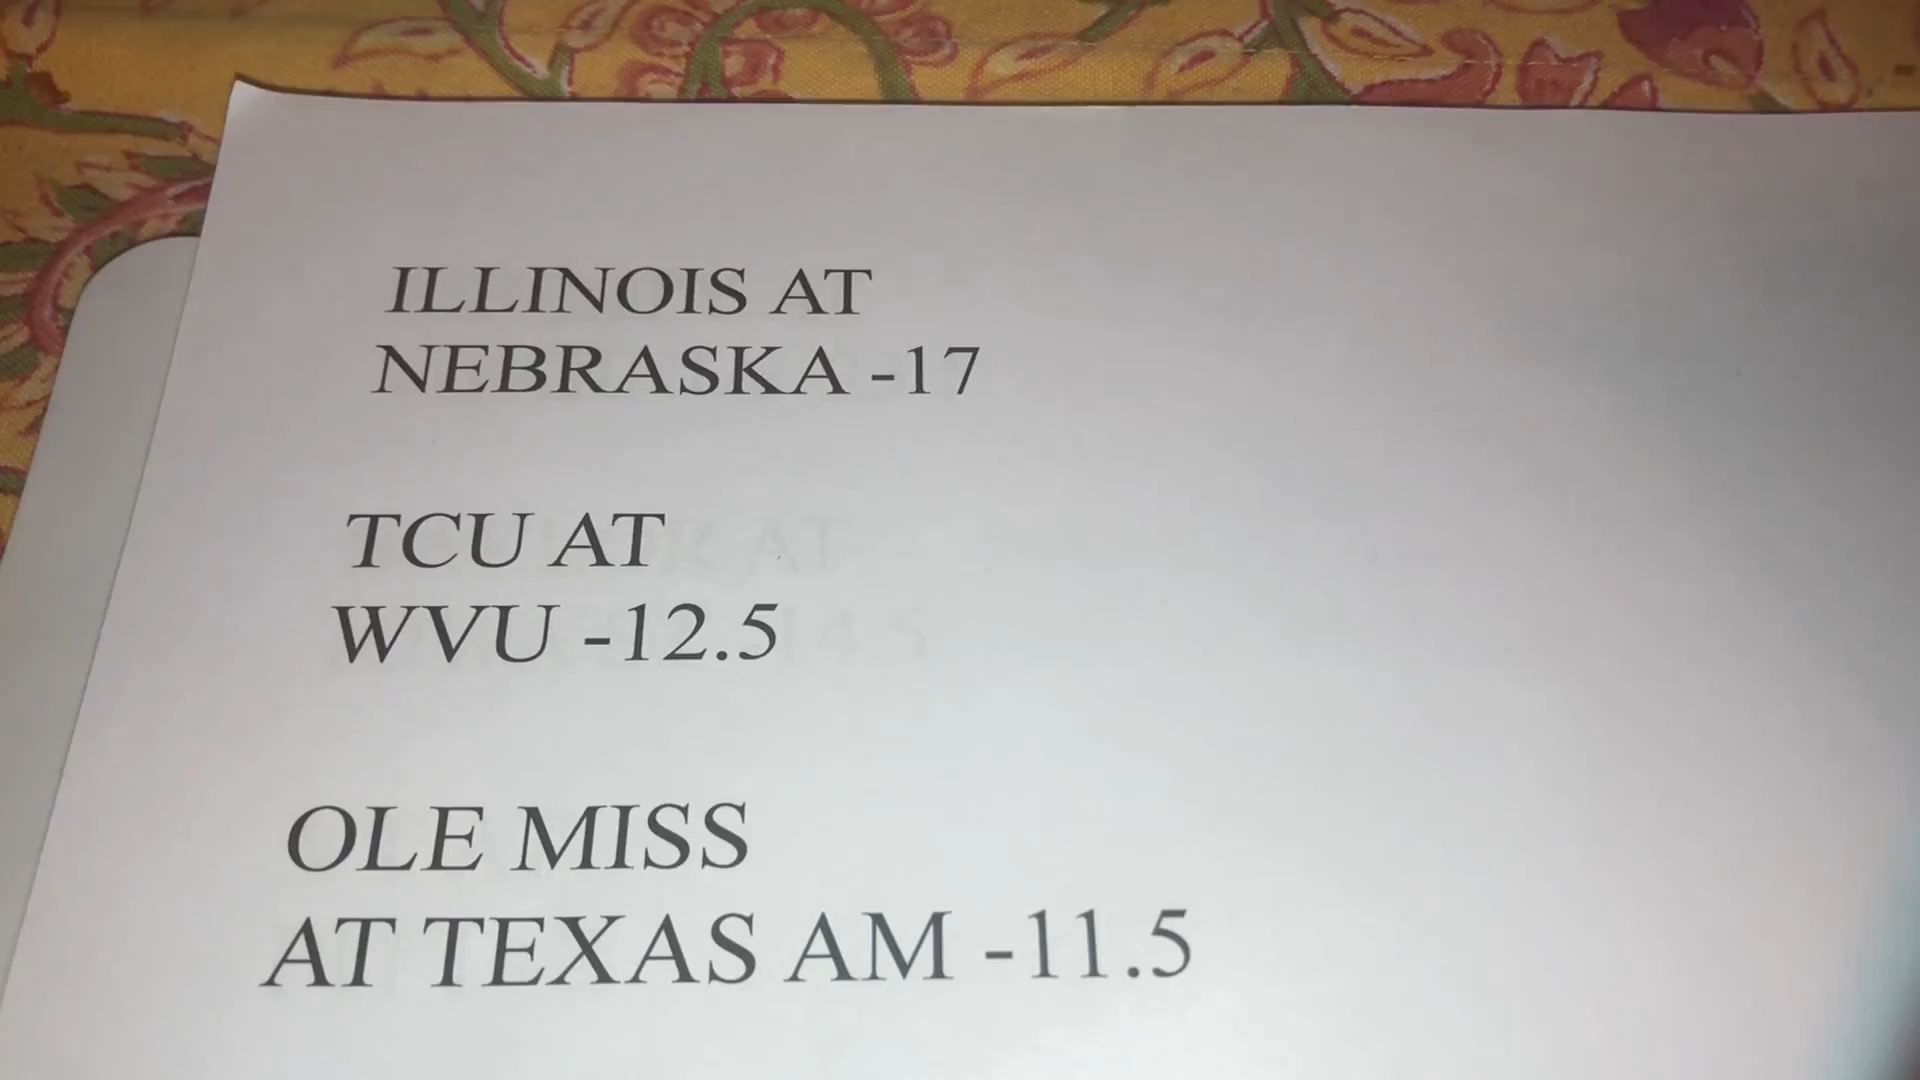 ILLINOIS AT
NEBRASKA -17
TCU AT
WVU -12.5
OLE MISS
AT TEXAS AM -11.5